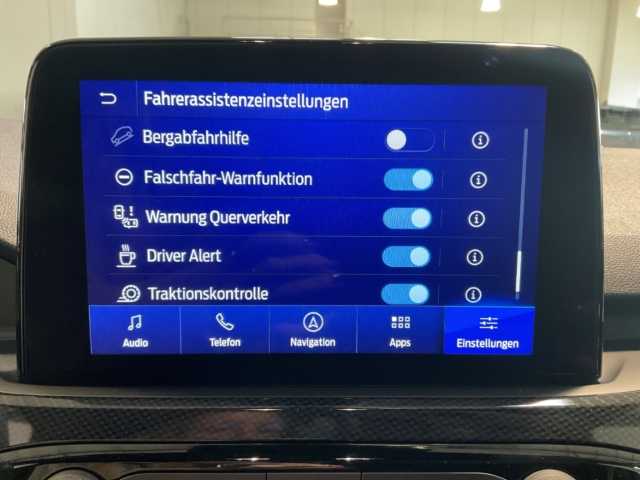 Fahrerassistenzeinstellungen
Bergabfahrhilfe
Falschfahr-Warnfunktion
Warnung Querverkehr
Driver Alert
Traktionskontrolle
Audio
Telefon
Navigation
Apps
Einstellungen